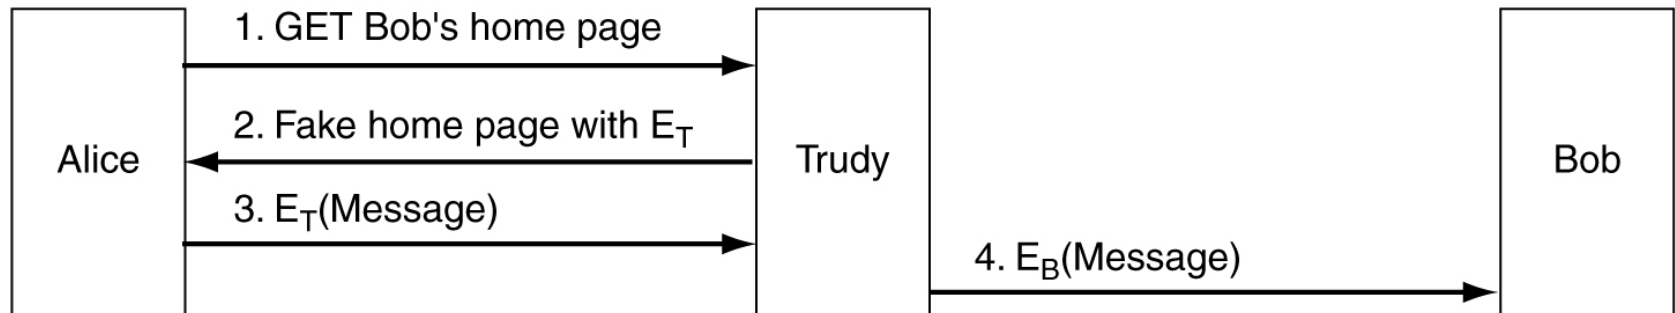 1. GET Bob's home page
2. Fake home page with E_T
Alice
Trudy
Bob
3. E_T(Message)
4. E_B(Message)